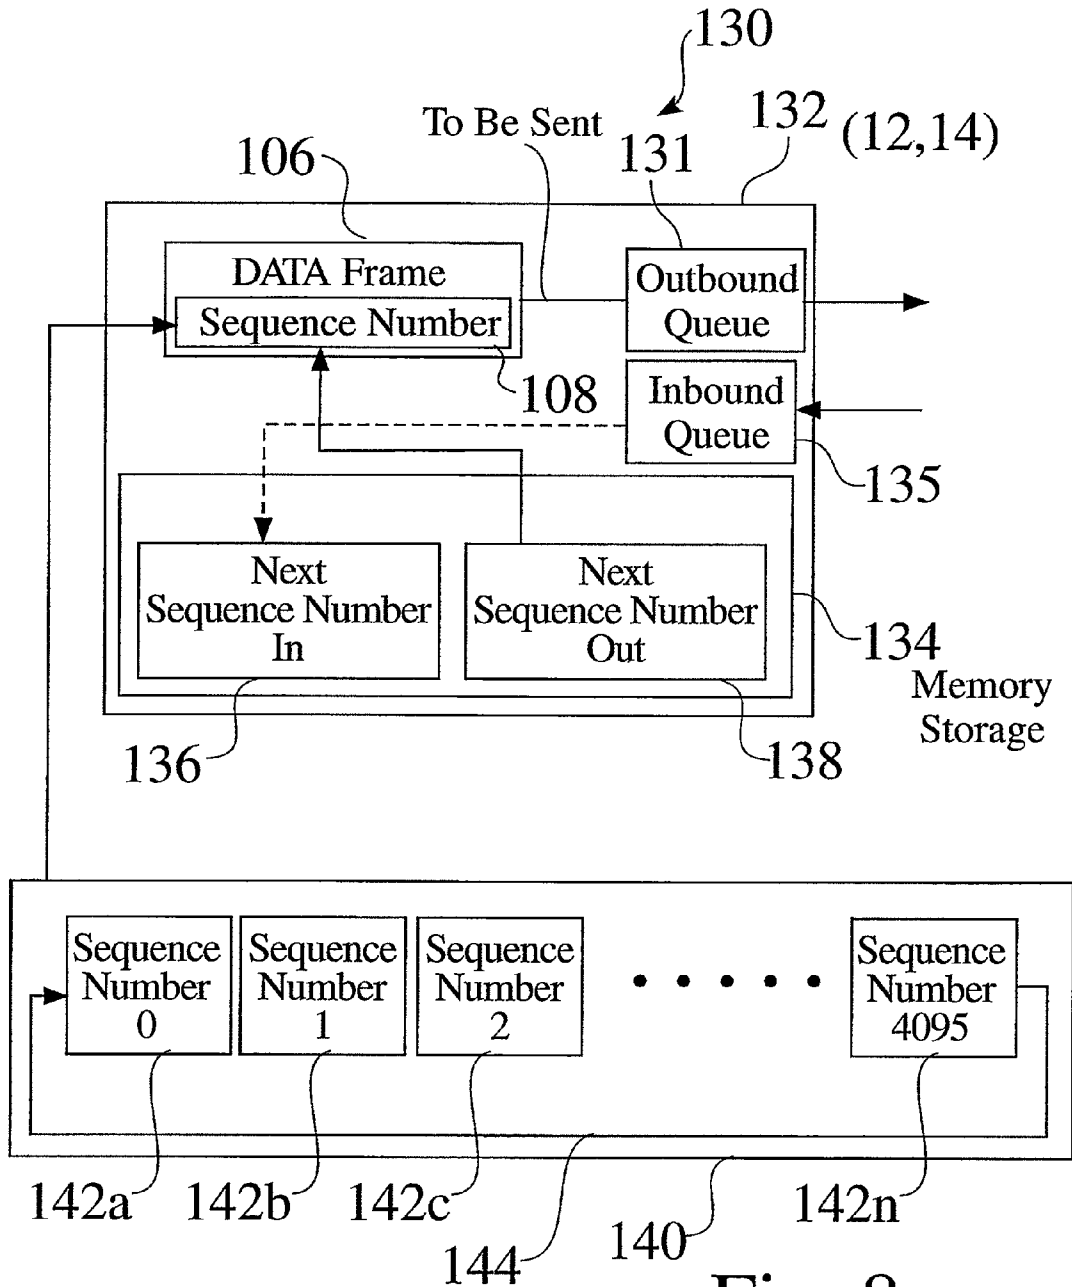 130
To Be Sent
132 (12,14)
106
131
DATA Frame
Sequence Number
Outbound
Queue
108
Inbound
Queue
135
Next
Sequence Number
In
Next
Sequence Number
Out
134
Memory
Storage
136
138
Sequence
Number
0
Sequence
Number
1
Sequence
Number
2
Sequence
Number
4095
142a
142b
142c
142n
144
140